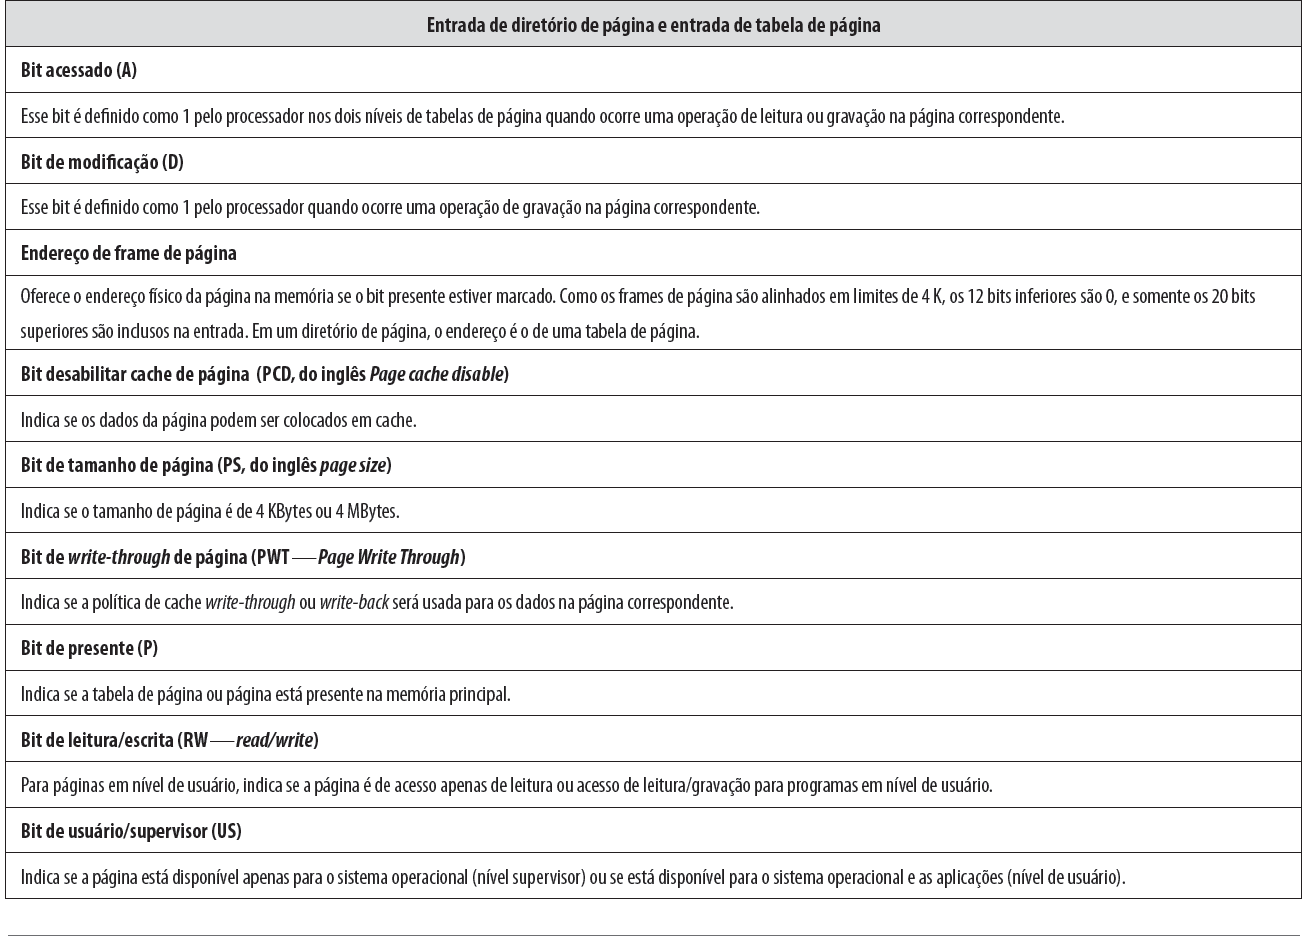 Entrada de diretório de página e entrada de tabela de página
Bit acessado (A)
Esse bit é definido como 1 pelo processador nos dois níveis de tabelas de página quando ocorre uma operação de leitura ou gravação na página correspondente.
Bit de modificação (D)
Esse bit é definido como 1 pelo processador quando ocorre uma operação de gravação na página correspondente.
Endereço de frame de página
Oferece o endereço físico da página na memória se o bit presente estiver marcado. Como os frames de página são alinhados em limites de 4 K, os 12 bits inferiores são 0, e somente os 20 bits
superiores são inclusos na entrada. Em um diretório de página, o endereço é o de uma tabela de página.
Bit desabilitar cache de página (PCD, do inglês Page cache disable)
Indica se os dados da página podem ser colocados em cache.
Bit de tamanho de página (PS, do inglês page size)
Indica se o tamanho de página é de 4 KBytes ou 4 MBytes.
Bit de write-through de página (PWT — Page Write Through)
Indica se a política de cache write-through ou write-back será usada para os dados na página correspondente.
Bit de presente (P)
Indica se a tabela de página ou página está presente na memória principal.
Bit de leitura/escrita (RW — read/write)
Para páginas em nível de usuário, indica se a página é de acesso apenas de leitura ou acesso de leitura/gravação para programas em nível de usuário.
Bit de usuário/supervisor (US)
Indica se a página está disponível apenas para o sistema operacional (nível supervisor) ou se está disponível para o sistema operacional e as aplicações (nível de usuário).